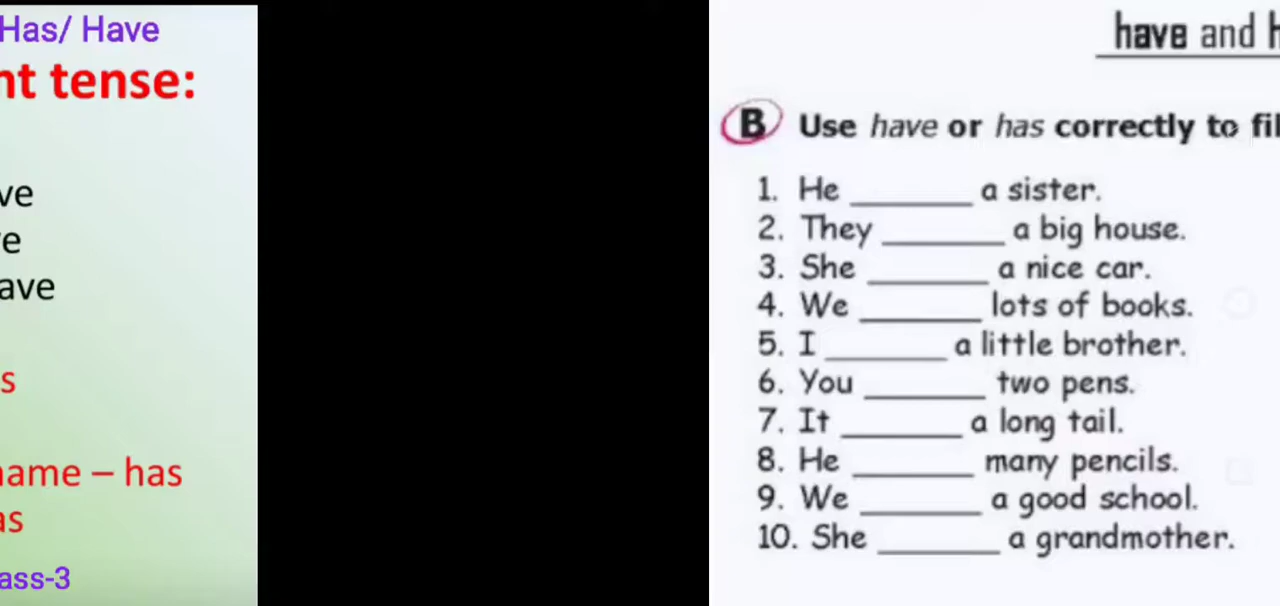 Has/ Have
nt tense:
ve
e
ave
s
name – has
as
ass-3
have and h
B Use have or has correctly to fil
1. He ________ a sister.
2. They ________ a big house.
3. She ________ a nice car.
4. We ________ lots of books.
5. I ________ a little brother.
6. You ________ two pens.
7. It ________ a long tail.
8. He ________ many pencils.
9. We ________ a good school.
10. She ________ a grandmother.